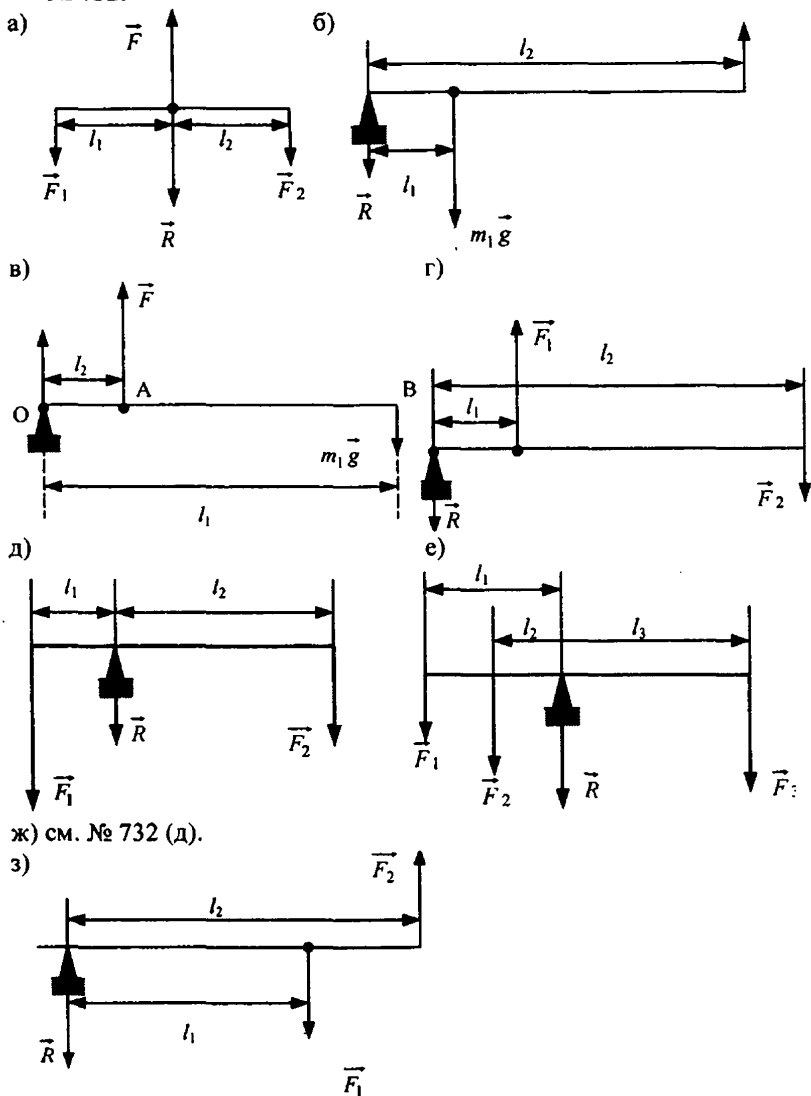 а)
F
l₁
l₂
F₁
F₂
R
б)
l₂
R
l₁
m₁g
в)
F
l₂
O
A
B
m₁g
l₁
г)
F₁
l₂
l₁
R
F₂
д)
l₁
l₂
R
F₂
F₁
е)
l₁
l₂
l₃
F₁
F₂
R
F₃
ж) см. № 732 (д).
з)
F₂
l₂
l₁
R
F₁